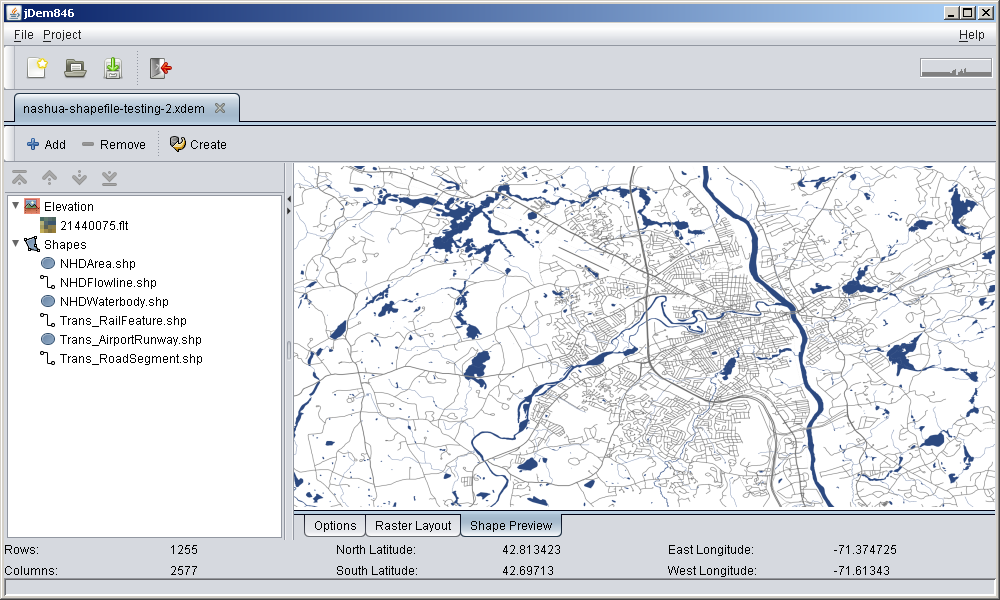 jDem846
File Project Help
nashua-shapefile-testing-2.xdem
Add Remove Create
Elevation
21440075.flt
Shapes
NHDArea.shp
NHDFlowline.shp
NHDWaterbody.shp
Trans_RailFeature.shp
Trans_AirportRunway.shp
Trans_RoadSegment.shp
Options Raster Layout Shape Preview
Rows: 1255 North Latitude: 42.813423 East Longitude: -71.374725
Columns: 2577 South Latitude: 42.69713 West Longitude: -71.61343